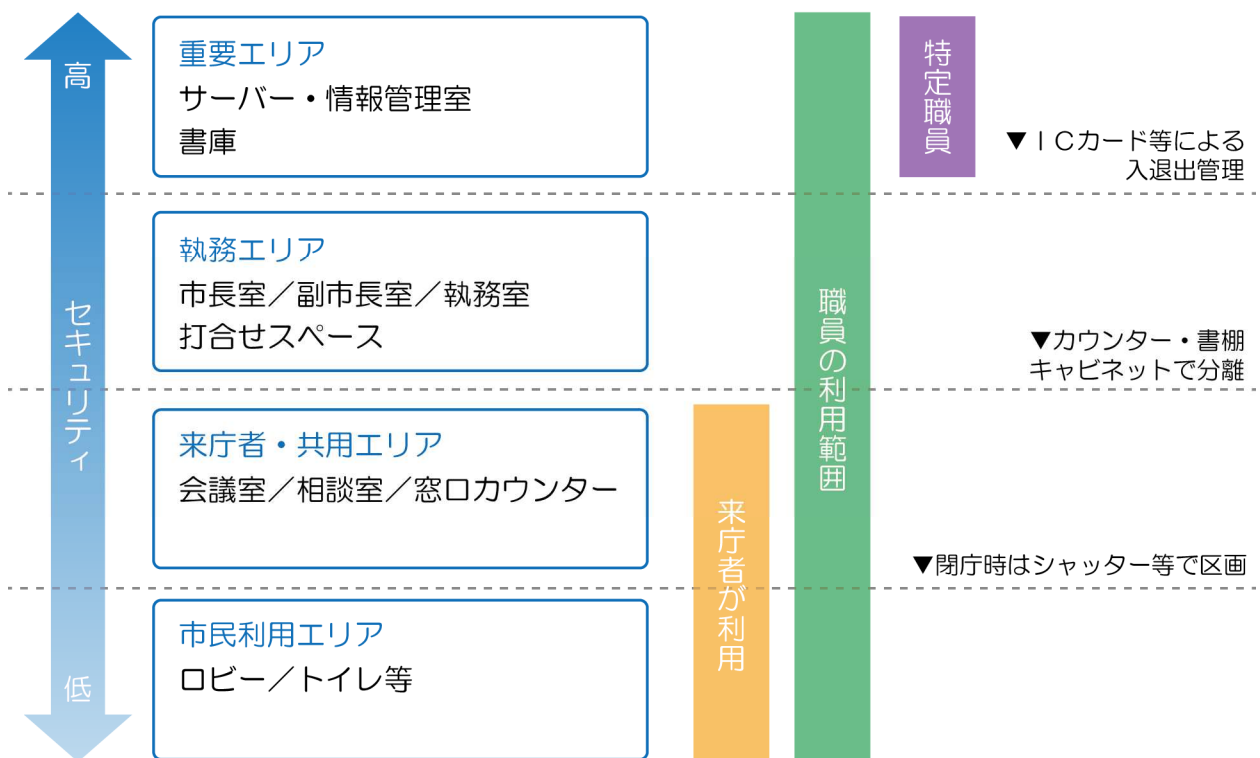 高
セキュリティ
低
重要エリア
サーバー・情報管理室
書庫
執務エリア
市長室／副市長室／執務室
打合せスペース
来庁者・共用エリア
会議室／相談室／窓口カウンター
市民利用エリア
ロビー／トイレ等
来庁者が利用
職員の利用範囲
特定職員
▼ＩＣカード等による
入退出管理
▼カウンター・書棚
キャビネットで分離
▼閉庁時はシャッター等で区画